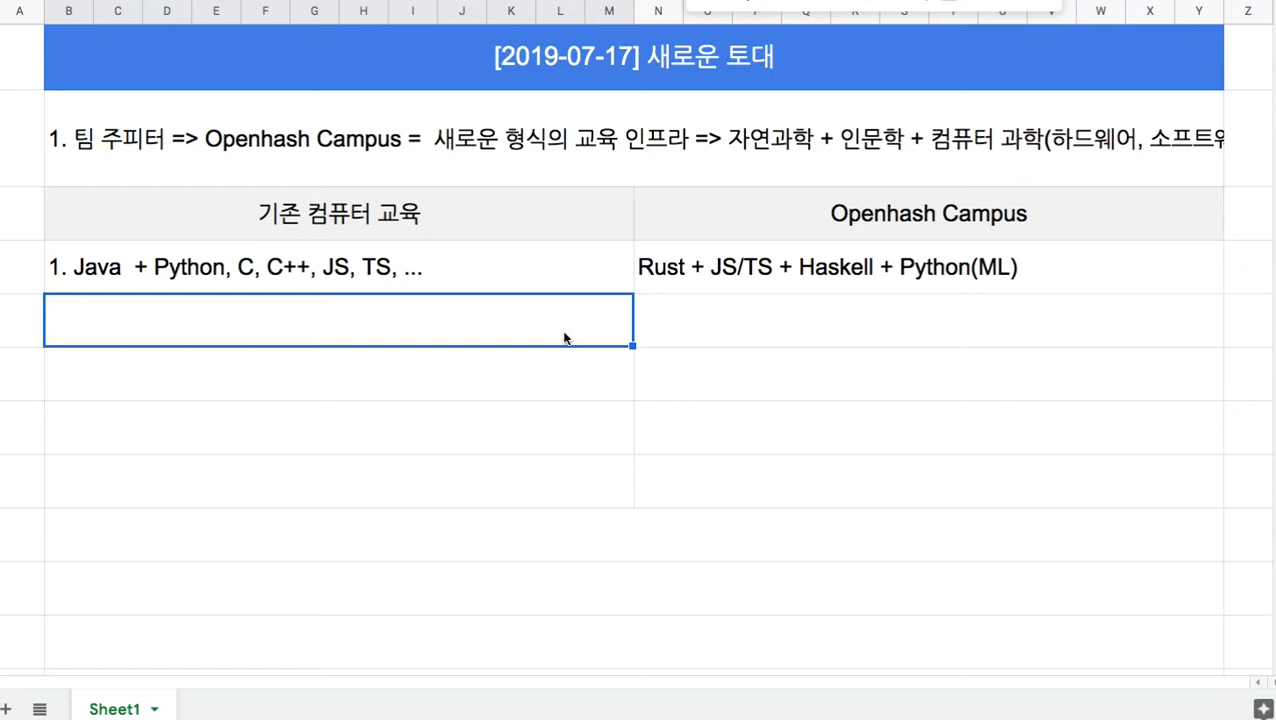 A B C D E F G H I J K L M N W X Y Z
[2019-07-17] 새로운 토대
1. 팀 주피터 => Openhash Campus = 새로운 형식의 교육 인프라 => 자연과학 + 인문학 + 컴퓨터 과학(하드웨어, 소프트웨
기존 컴퓨터 교육 Openhash Campus
1. Java + Python, C, C++, JS, TS, ... Rust + JS/TS + Haskell + Python(ML)
Sheet1